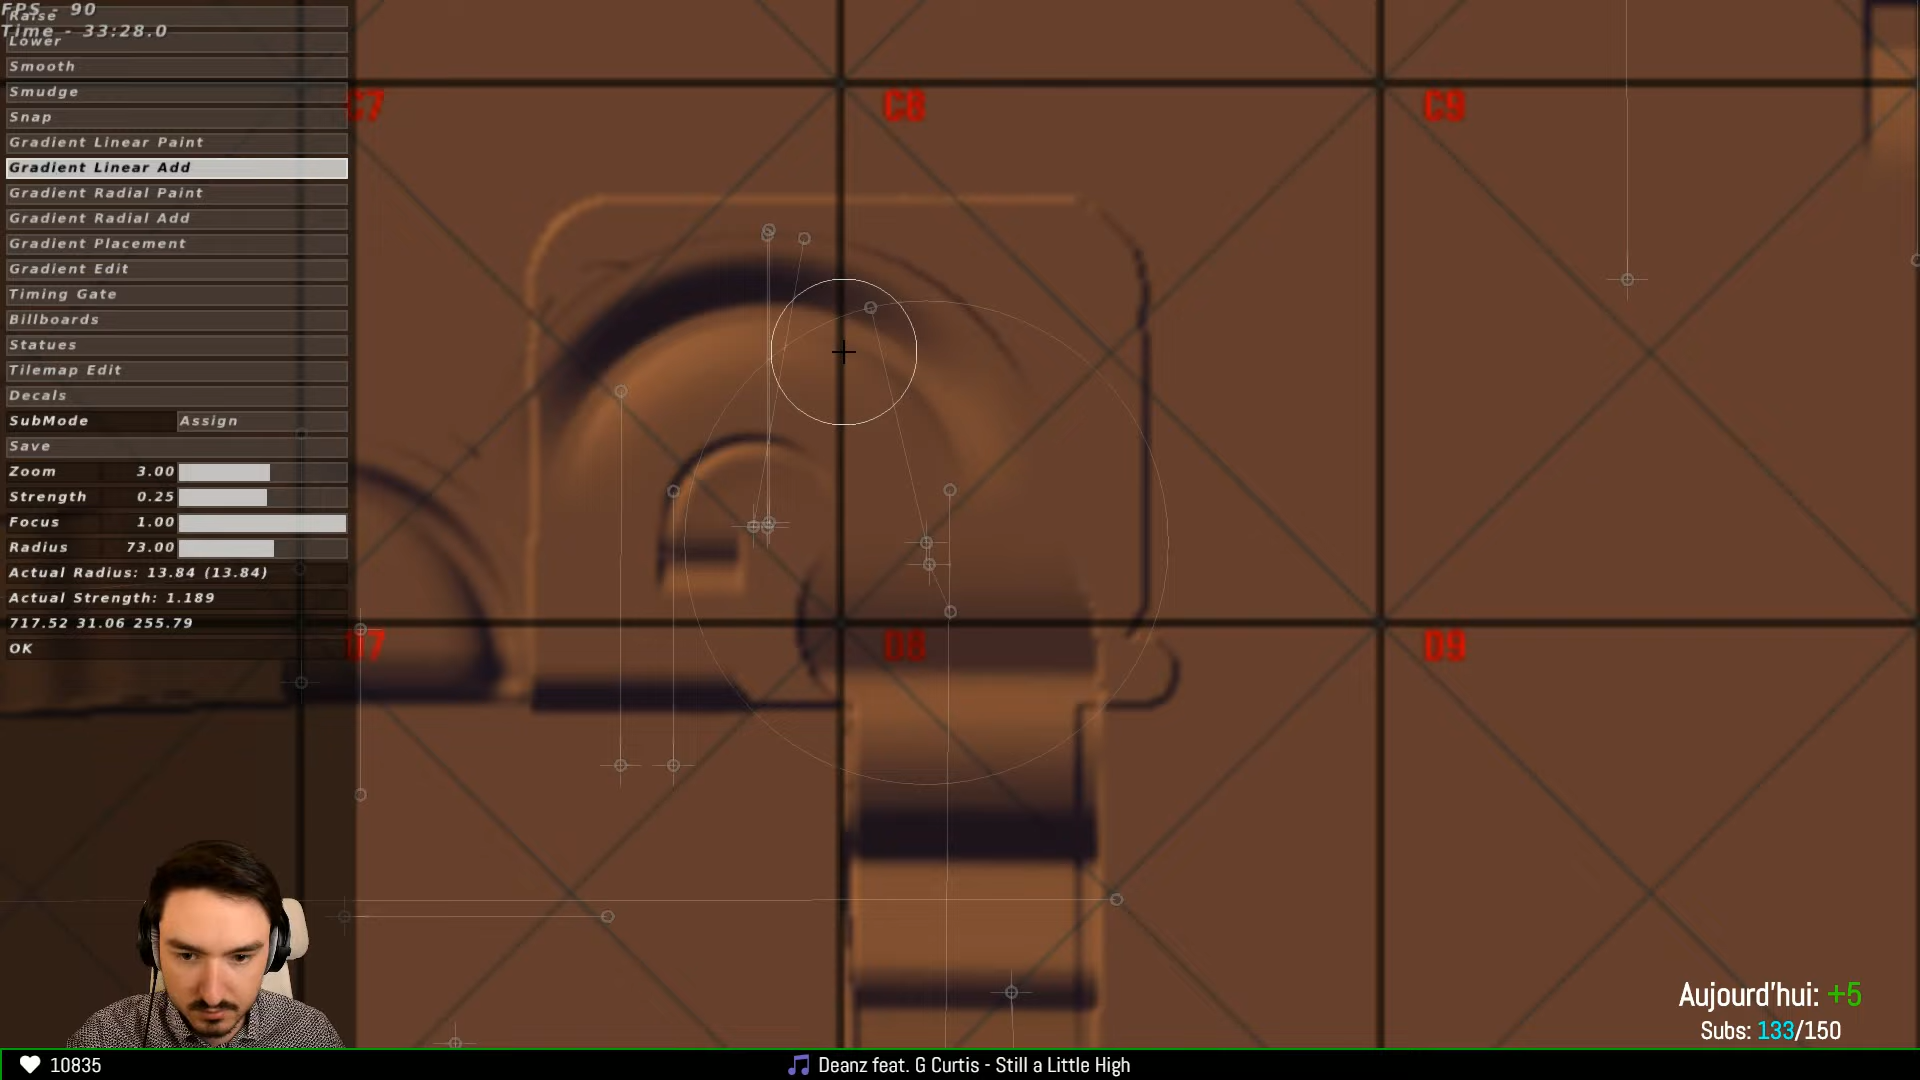 FPS - 90
Raise
Time - 33:28.0
Lower
Smooth
Smudge
Snap
Gradient Linear Paint
Gradient Linear Add
Gradient Radial Paint
Gradient Radial Add
Gradient Placement
Gradient Edit
Timing Gate
Billboards
Statues
Tilemap Edit
Decals
SubMode Assign
Save
Zoom 3.00
Strength 0.25
Focus 1.00
Radius 73.00
Actual Radius: 13.84 (13.84)
Actual Strength: 1.189
717.52 31.06 255.79
OK
C7 C8 C9
D7 D8 D9
Aujourd'hui: +5
Subs: 133/150
10835
Deanz feat. G Curtis - Still a Little High